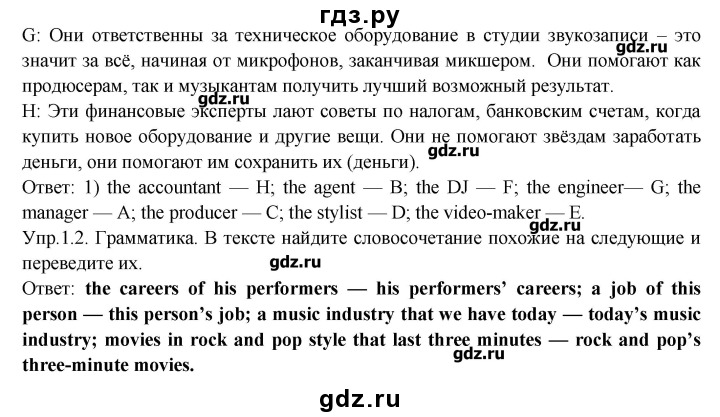 гдз.ру
G: Они ответственны за техническое оборудование в студии звукозаписи – это
gdz.ru
значит за всё, начиная от микрофонов, заканчивая микшером. Они помогают как
продюсерам, так и музыкантам получить лучший возможный результат.
gdz.ru
H: Эти финансовые эксперты лают советы по налогам, банковским счетам, когда
купить новое оборудование и другие вещи. Они не помогают звёздам заработать
gdz.ru
деньги, они помогают им сохранить их (деньги).
Ответ: 1) the accountant — H; the agent — B; the DJ — F; the engineer— G; the
gdz.ru
manager — A; the producer — C; the stylist — D; the video-maker — E.
Упр.1.2. Грамматика. В тексте найдите словосочетание похожие на следующие и
переведите их.
gdz.ru
Ответ: the careers of his performers — his performers’ careers; a job of this
person — this person’s job; a music industry that we have today — today’s music
industry; movies in rock and pop style that last three minutes — rock and pop’s
gdz.ru
three-minute movies.
gdz.ru